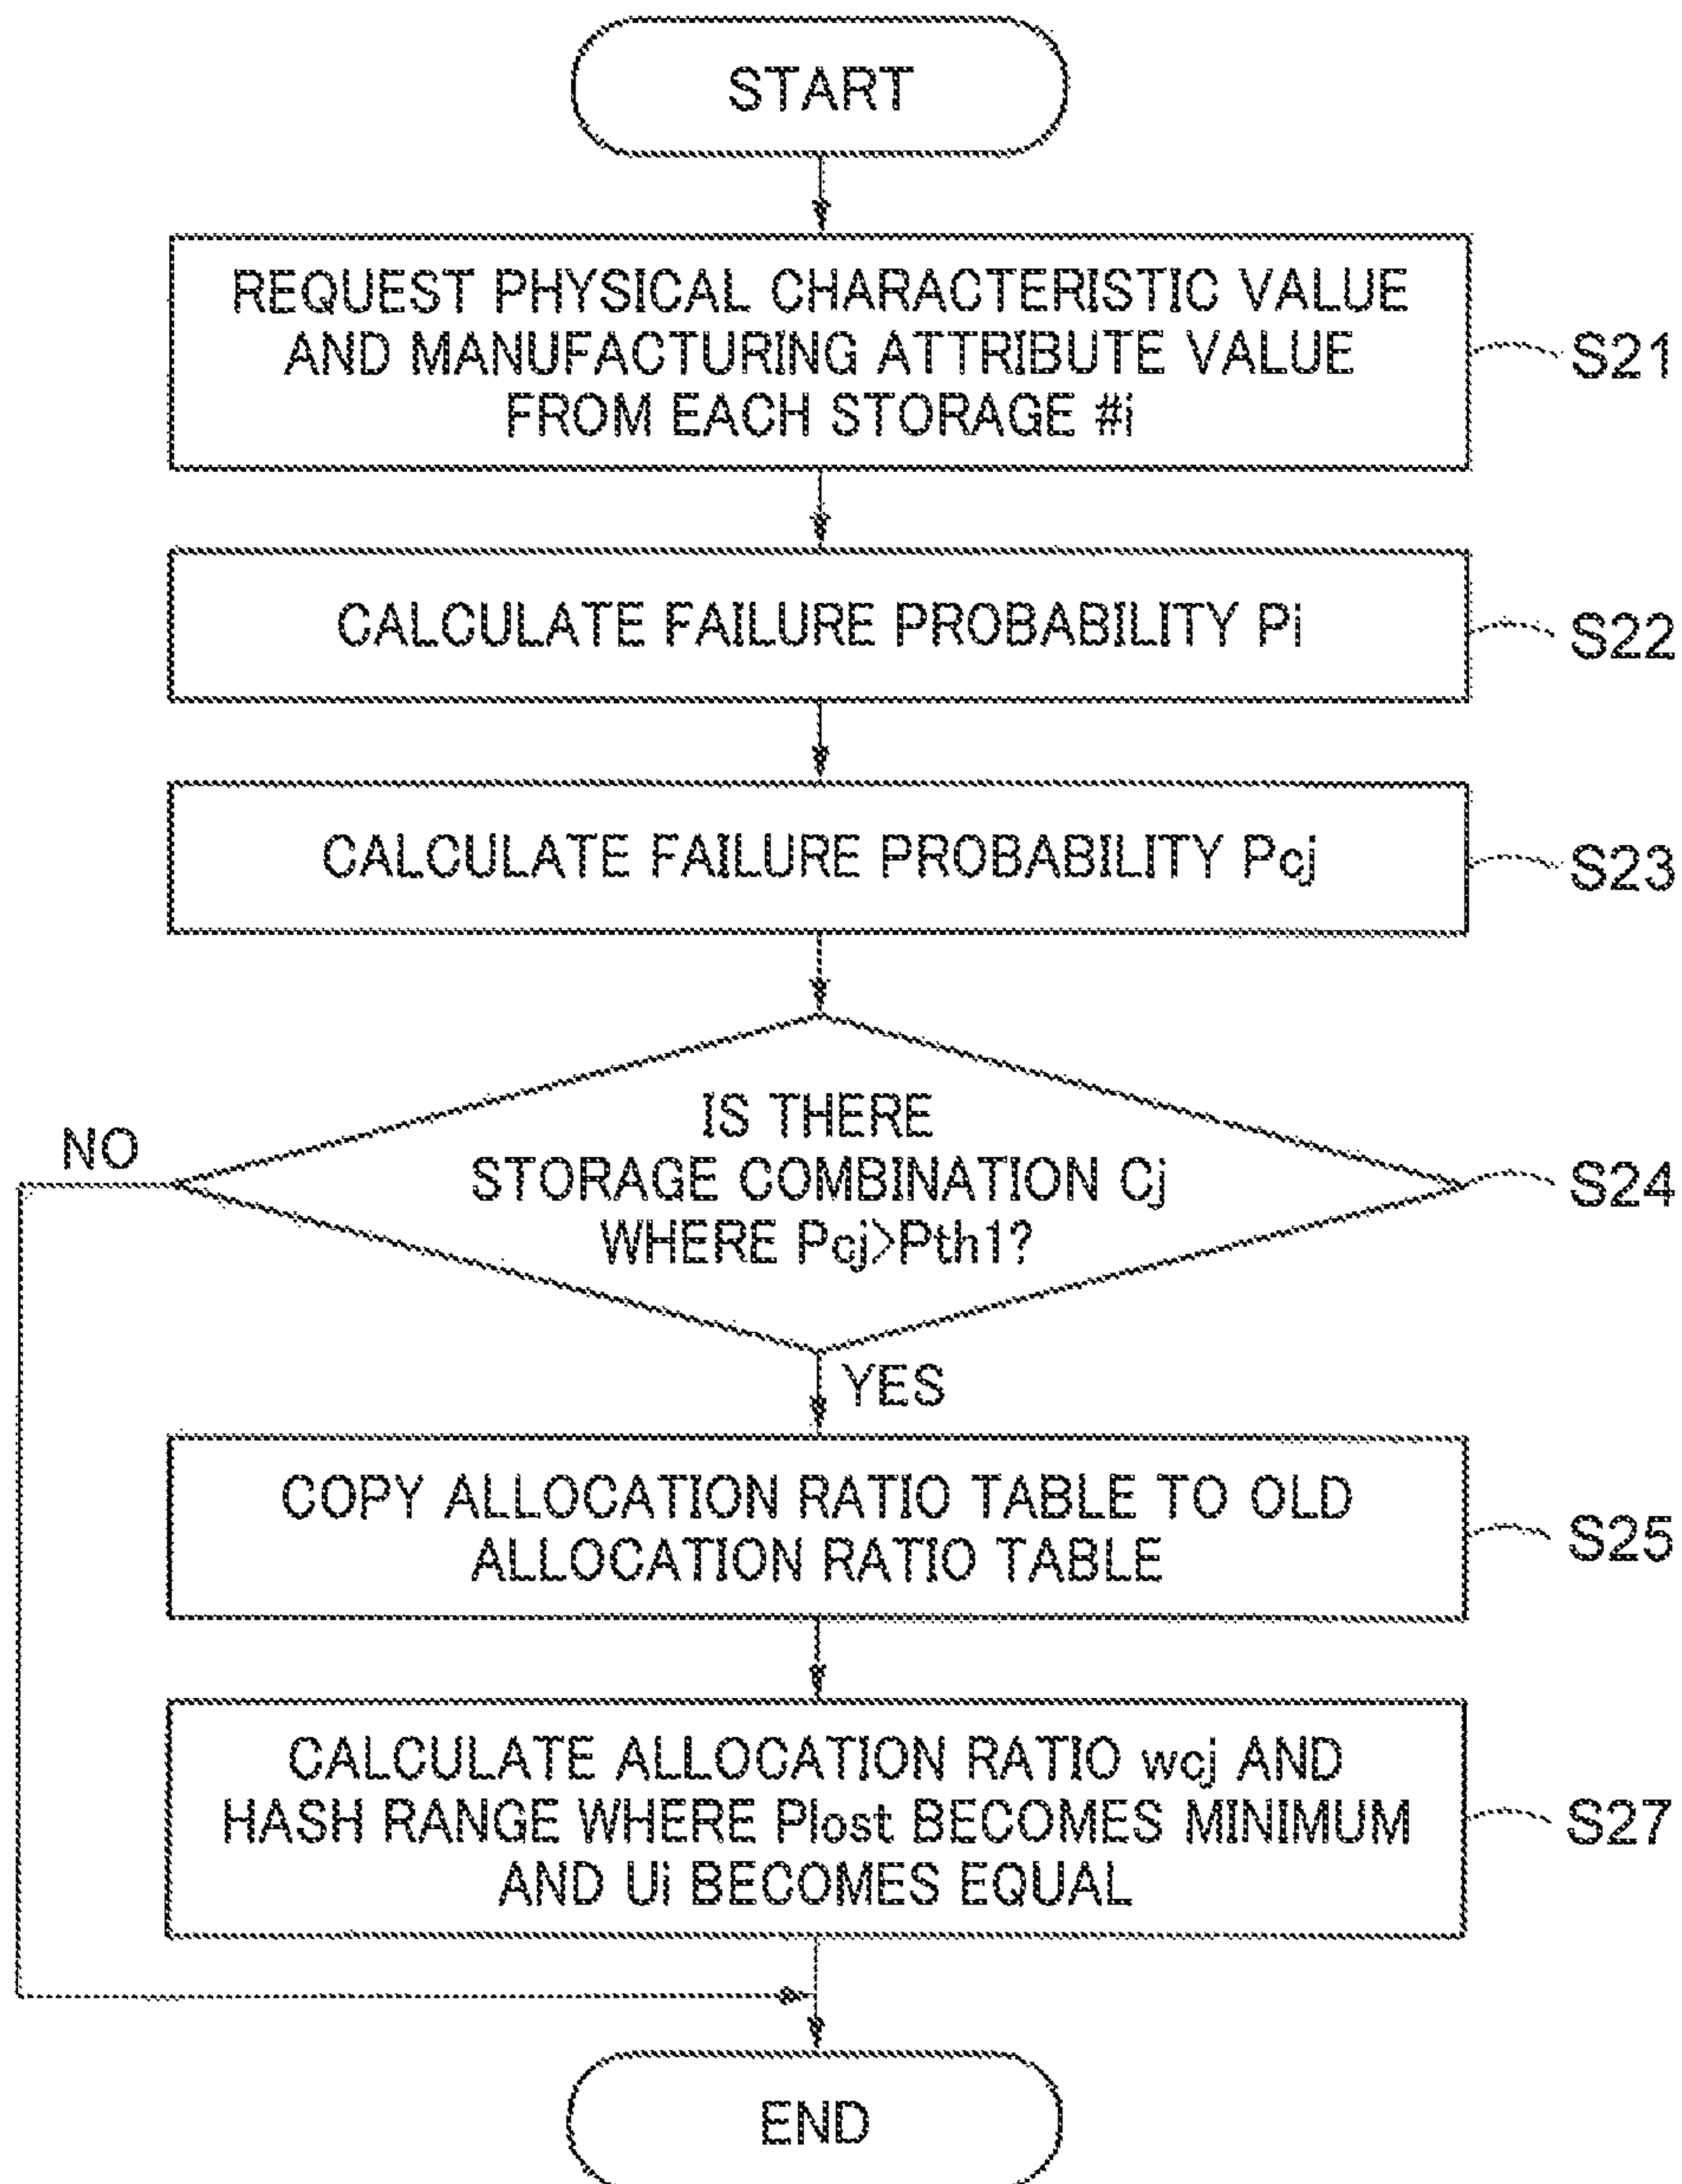 START
REQUEST PHYSICAL CHARACTERISTIC VALUE
AND MANUFACTURING ATTRIBUTE VALUE
FROM EACH STORAGE #i
S21
CALCULATE FAILURE PROBABILITY Pi
S22
CALCULATE FAILURE PROBABILITY Pcj
S23
IS THERE
STORAGE COMBINATION Cj
WHERE Pcj>Pth1?
S24
NO
YES
COPY ALLOCATION RATIO TABLE TO OLD
ALLOCATION RATIO TABLE
S25
CALCULATE ALLOCATION RATIO wcj AND
HASH RANGE WHERE Plost BECOMES MINIMUM
AND Ui BECOMES EQUAL
S27
END